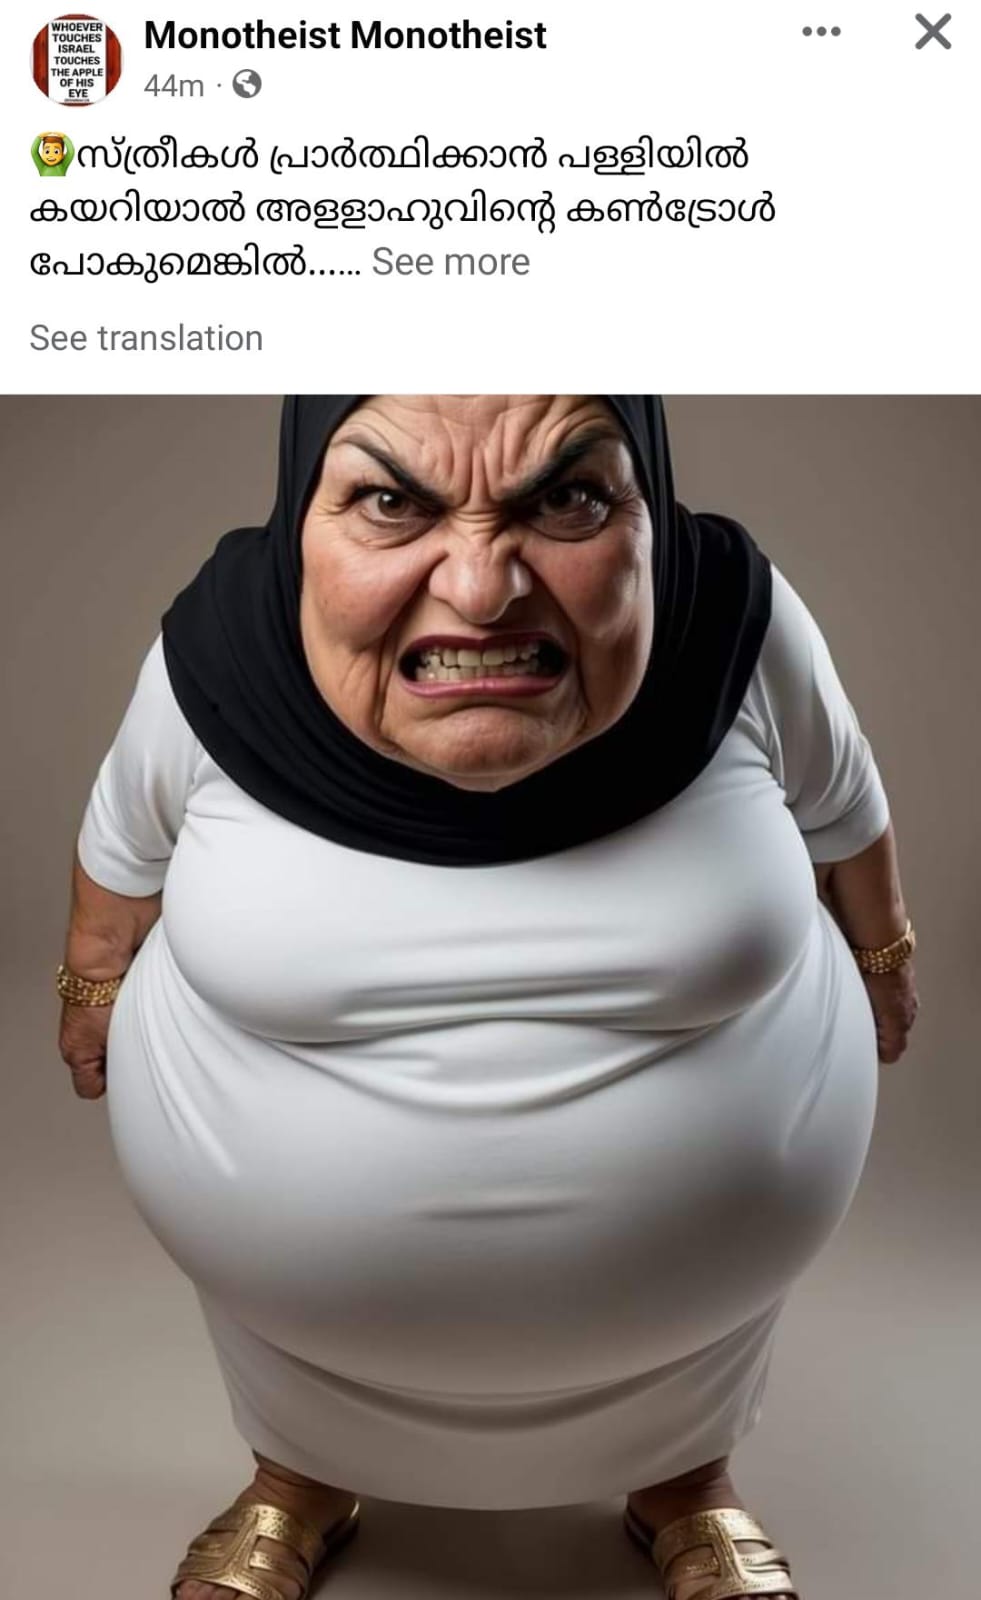 WHOEVER
TOUCHES
ISRAEL
TOUCHES
THE APPLE
OF HIS
EYE
Monotheist Monotheist
44m ·
🙆‍♂️സ്ത്രീകൾ പ്രാർത്ഥിക്കാൻ പള്ളിയിൽ
കയറിയാൽ അളളാഹുവിന്റെ കൺട്രോൾ
പോകുമെങ്കിൽ...... See more
See translation